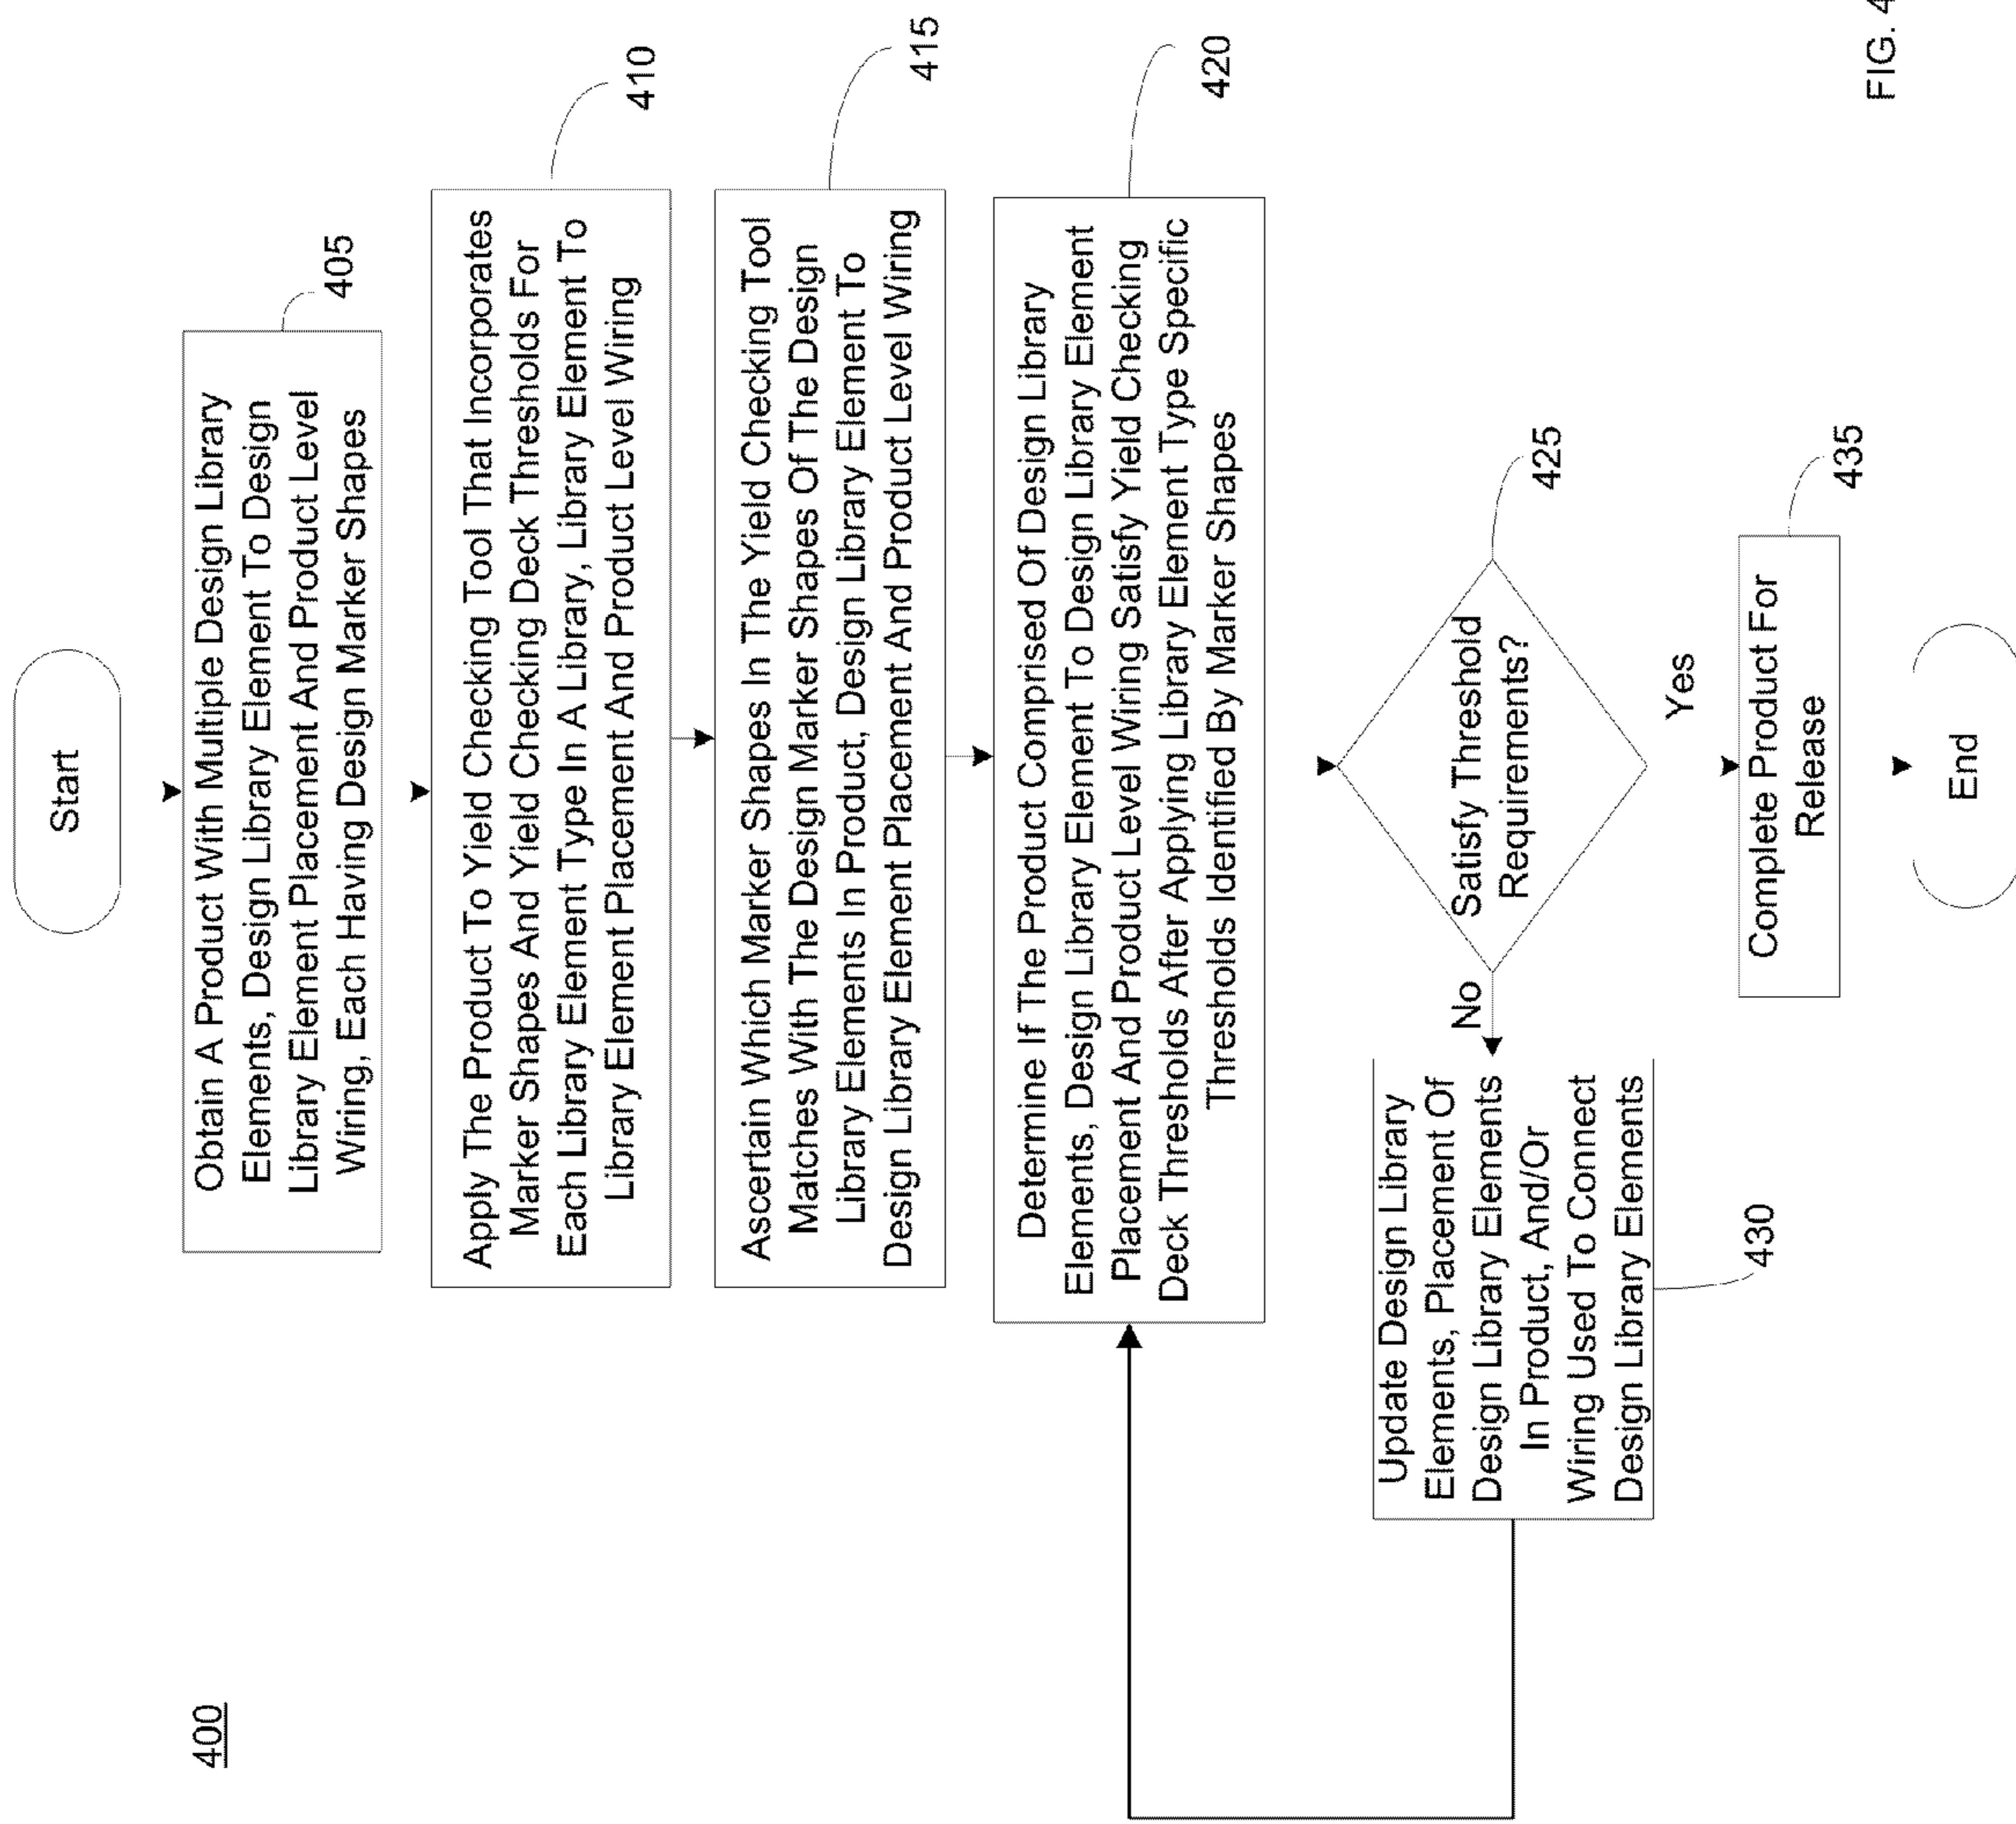 400
Start
Obtain A Product With Multiple Design Library
Elements, Design Library Element To Design
Library Element Placement And Product Level
Wiring, Each Having Design Marker Shapes
405
Apply The Product To Yield Checking Tool That Incorporates
Marker Shapes And Yield Checking Deck Thresholds For
Each Library Element Type In A Library, Library Element To
Library Element Placement And Product Level Wiring
410
Ascertain Which Marker Shapes In The Yield Checking Tool
Matches With The Design Marker Shapes Of The Design
Library Elements In Product, Design Library Element To
Design Library Element Placement And Product Level Wiring
415
Determine If The Product Comprised Of Design Library
Elements, Design Library Element To Design Library Element
Placement And Product Level Wiring Satisfy Yield Checking
Deck Thresholds After Applying Library Element Type Specific
Thresholds Identified By Marker Shapes
420
Satisfy Threshold
Requirements?
425
No
Update Design Library
Elements, Placement Of
Design Library Elements
In Product, And/Or
Wiring Used To Connect
Design Library Elements
430
Yes
Complete Product For
Release
435
End
FIG. 4